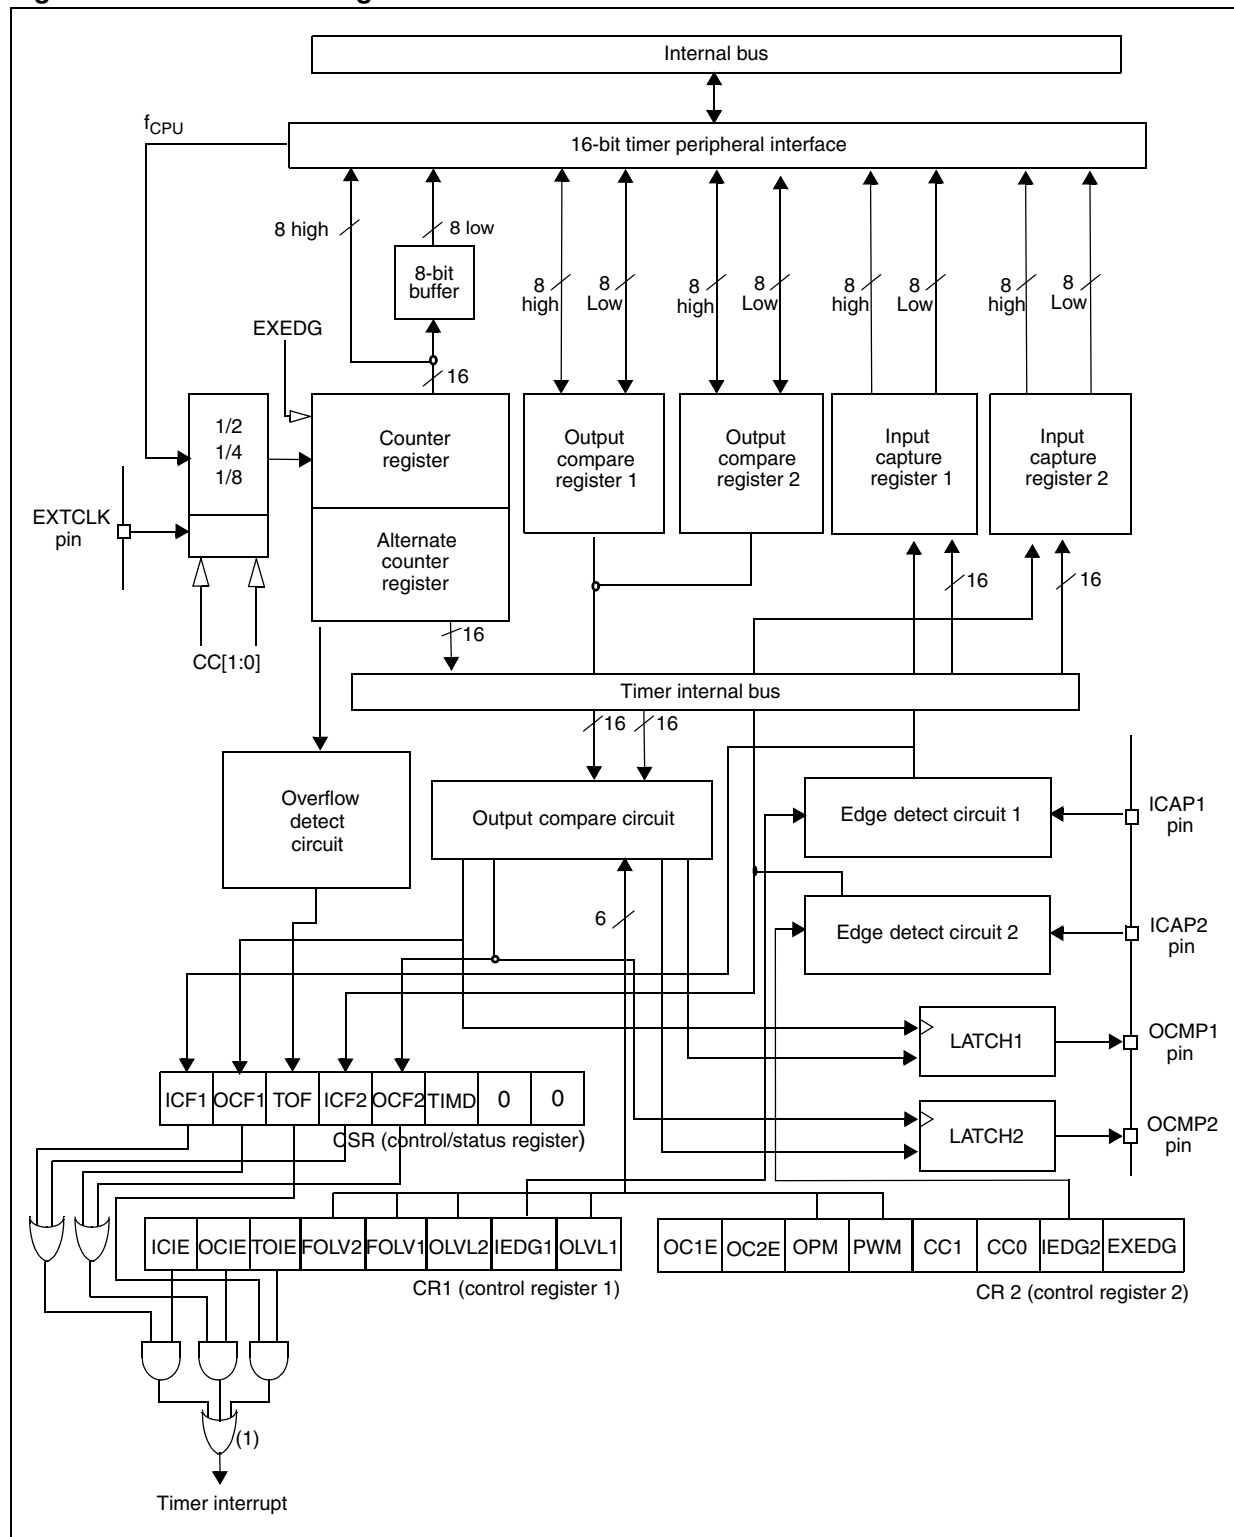 Internal bus
fCPU
16-bit timer peripheral interface
8 high
8 low
8-bit
buffer
8
high
8
Low
8
high
8
Low
8
high
8
Low
8
high
8
Low
EXEDG
16
1/2
1/4
1/8
Counter
register
Output
compare
register 1
Output
compare
register 2
Input
capture
register 1
Input
capture
register 2
EXTCLK
pin
Alternate
counter
register
16
16
16
CC[1:0]
Timer internal bus
16
16
Overflow
detect
circuit
Output compare circuit
Edge detect circuit 1
ICAP1
pin
6
Edge detect circuit 2
ICAP2
pin
LATCH1
OCMP1
pin
ICF1 OCF1 TOF ICF2 OCF2 TIMD 0 0
CSR (control/status register)
LATCH2
OCMP2
pin
ICIE OCIE TOIE FOLV2 FOLV1 OLVL2 IEDG1 OLVL1
CR1 (control register 1)
OC1E OC2E OPM PWM CC1 CC0 IEDG2 EXEDG
CR 2 (control register 2)
(1)
Timer interrupt